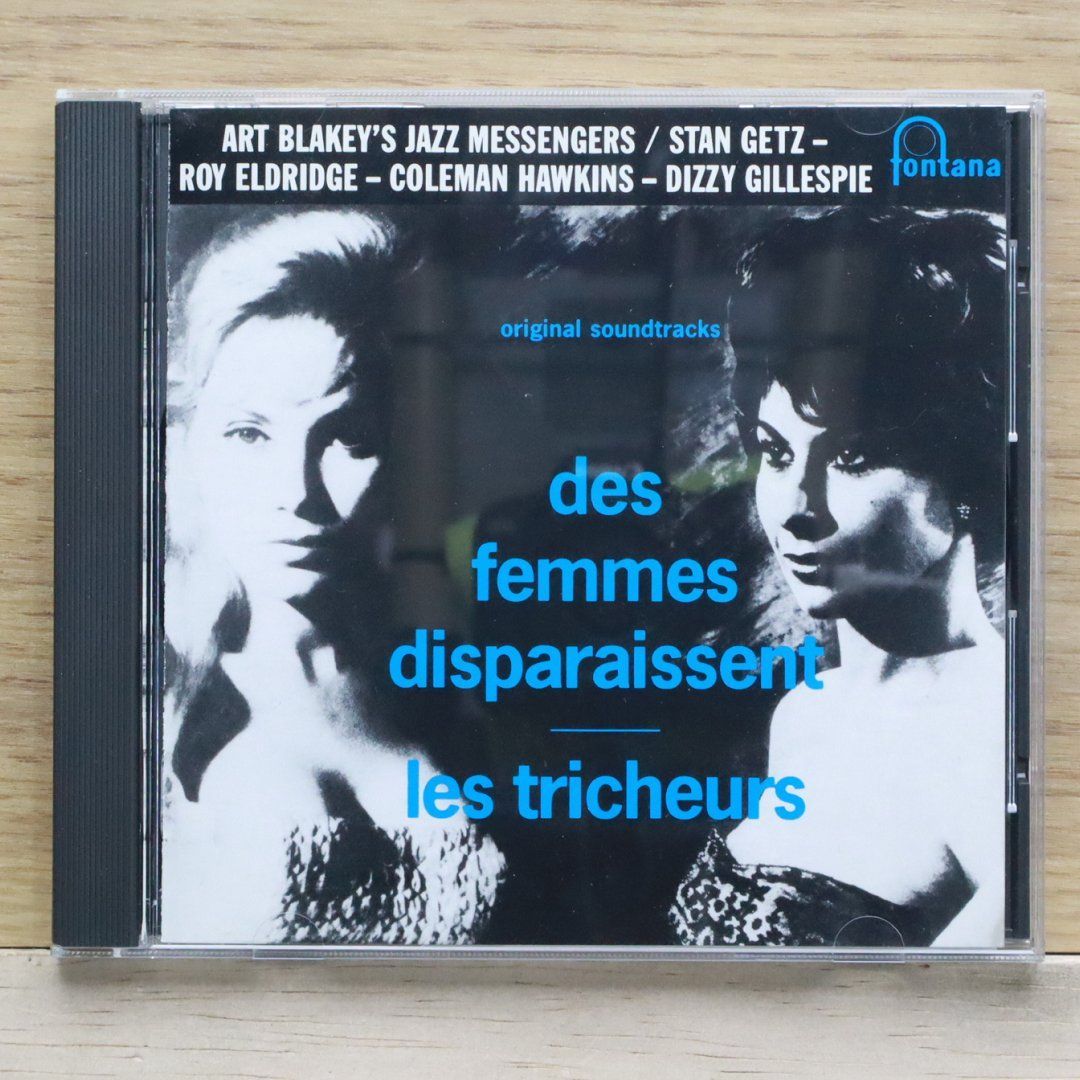 ART BLAKEY'S JAZZ MESSENGERS / STAN GETZ –
ROY ELDRIDGE – COLEMAN HAWKINS – DIZZY GILLESPIE
fontana
original soundtracks
des
femmes
disparaissent
les tricheurs